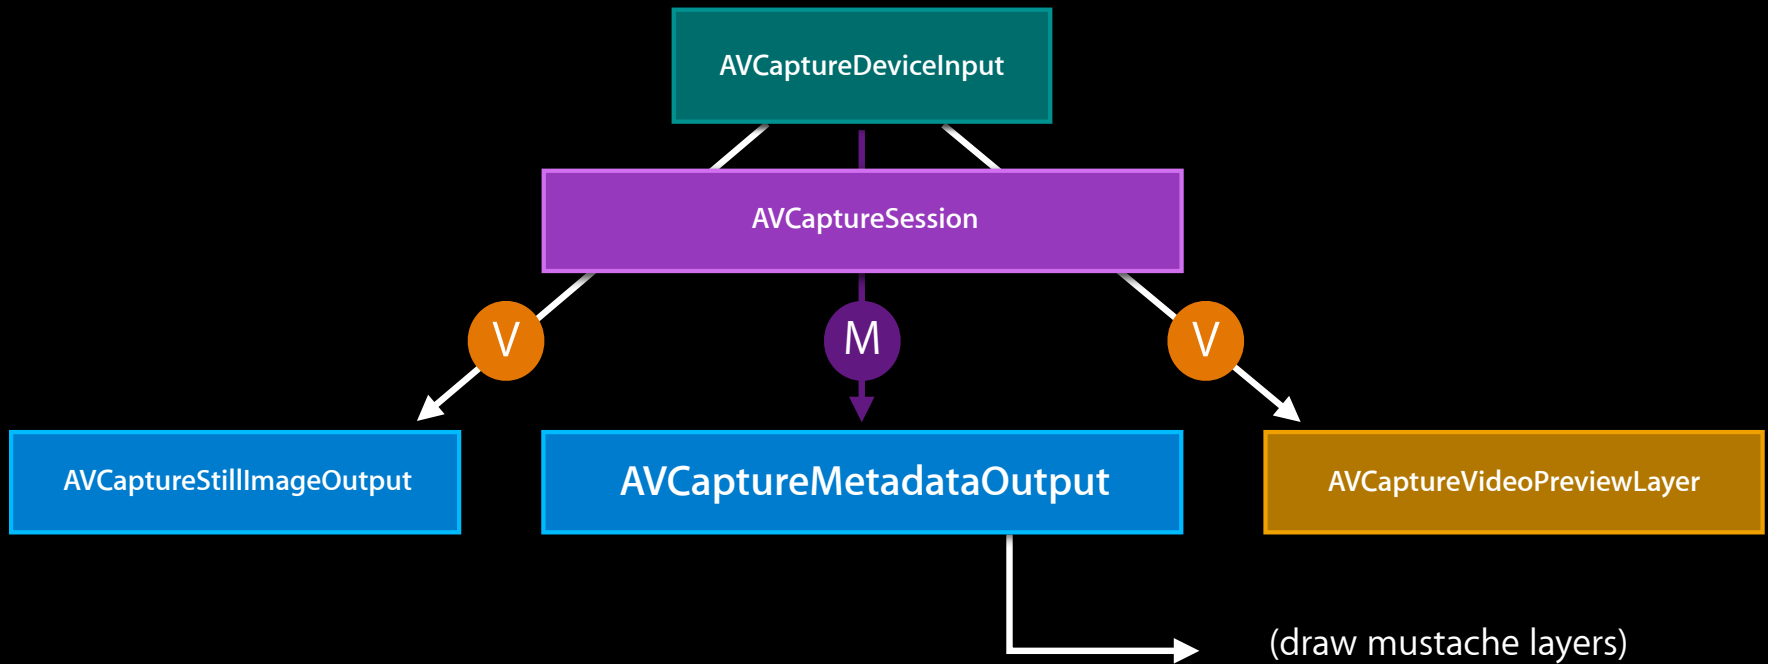 AVCaptureDeviceInput
AVCaptureSession
V
M
V
AVCaptureStillImageOutput
AVCaptureMetadataOutput
AVCaptureVideoPreviewLayer
(draw mustache layers)